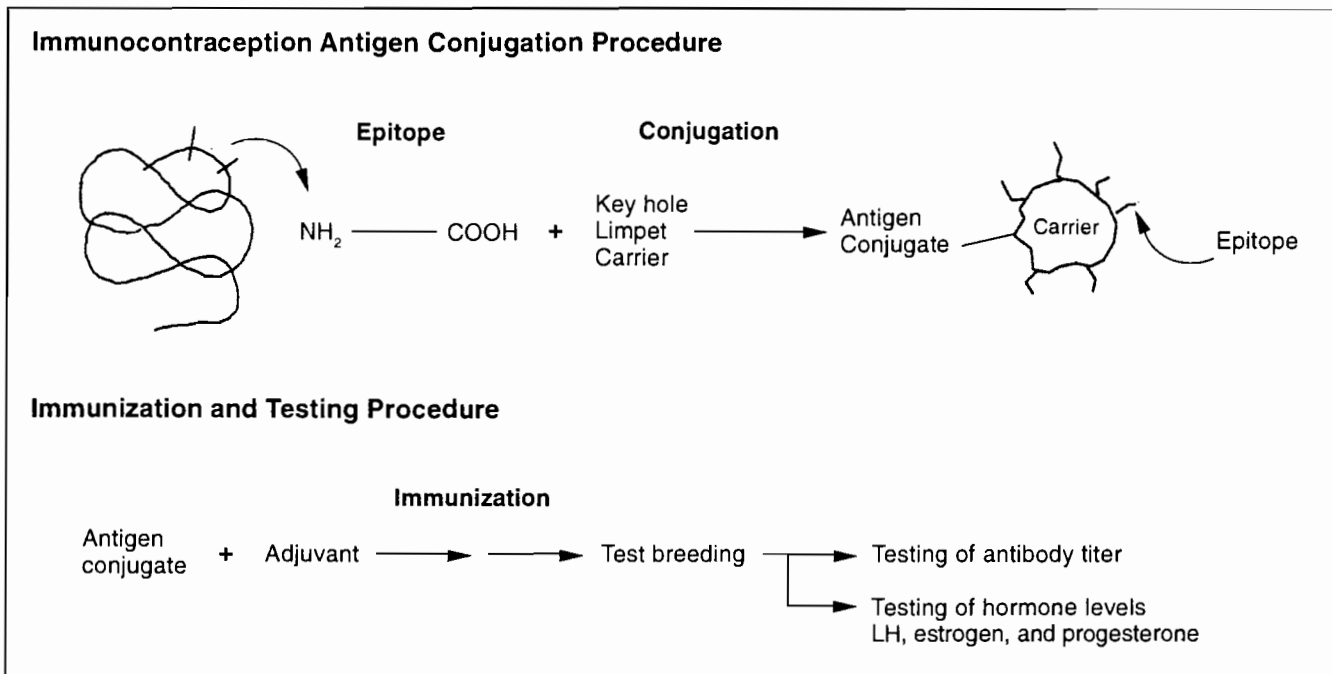 Immunocontraception Antigen Conjugation Procedure
Epitope
Conjugation
NH2
COOH
+
Key hole
Limpet
Carrier
Antigen
Conjugate
Carrier
Epitope
Immunization and Testing Procedure
Immunization
Antigen
conjugate
+
Adjuvant
Test breeding
Testing of antibody titer
Testing of hormone levels
LH, estrogen, and progesterone